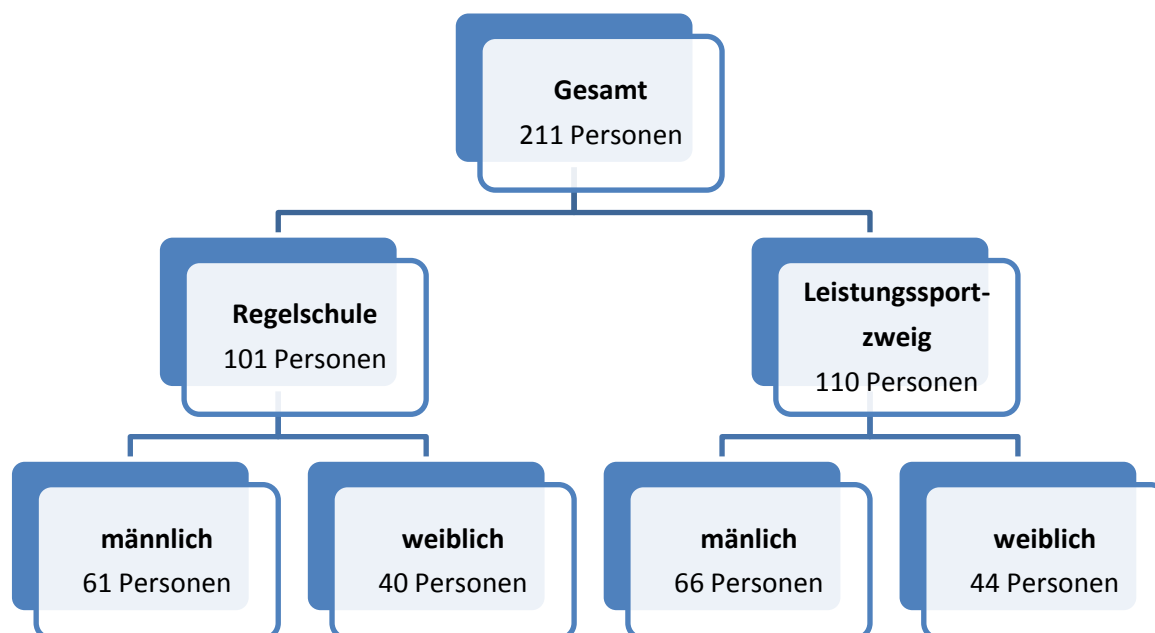 Gesamt
211 Personen
Regelschule
101 Personen
Leistungssport-
zweig
110 Personen
männlich
61 Personen
weiblich
40 Personen
mänlich
66 Personen
weiblich
44 Personen